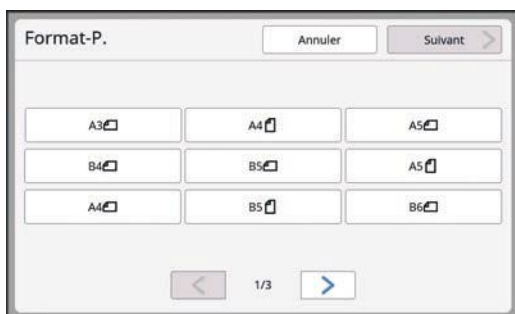 Format-P. Annuler Suivant
A3 A4 A5
B4 B5 A5
A4 B5 B6
1/3